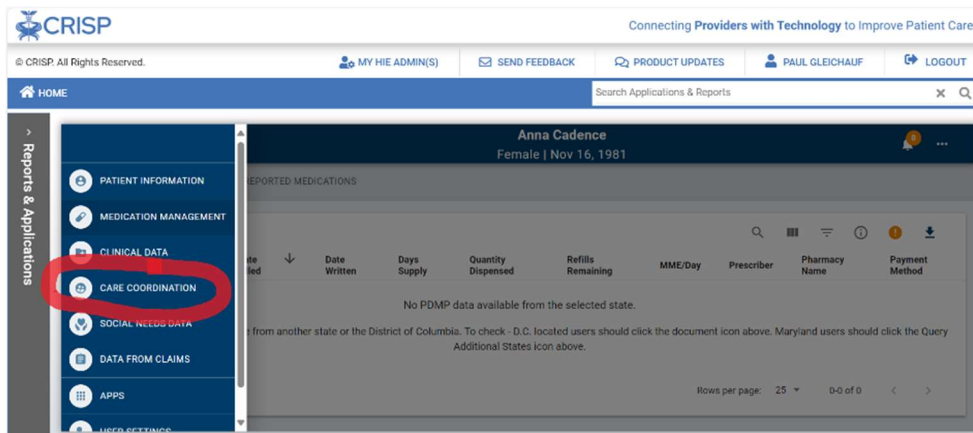 CRISP
Connecting Providers with Technology to Improve Patient Care
© CRISP. All Rights Reserved.
MY HIE ADMIN(S)
SEND FEEDBACK
PRODUCT UPDATES
PAUL GLEICHAUF
LOGOUT
HOME
Search Applications & Reports
Reports & Applications
Anna Cadence
Female | Nov 16, 1981
0
PATIENT INFORMATION
REPORTED MEDICATIONS
MEDICATION MANAGEMENT
CLINICAL DATA
CARE COORDINATION
SOCIAL NEEDS DATA
DATA FROM CLAIMS
APPS
USER SETTINGS
Date Written
Days Supply
Quantity Dispensed
Refills Remaining
MME/Day
Prescriber
Pharmacy Name
Payment Method
No PDMP data available from the selected state.
from another state or the District of Columbia. To check - D.C. located users should click the document icon above. Maryland users should click the Query
Additional States icon above.
Rows per page: 25 0-0 of 0